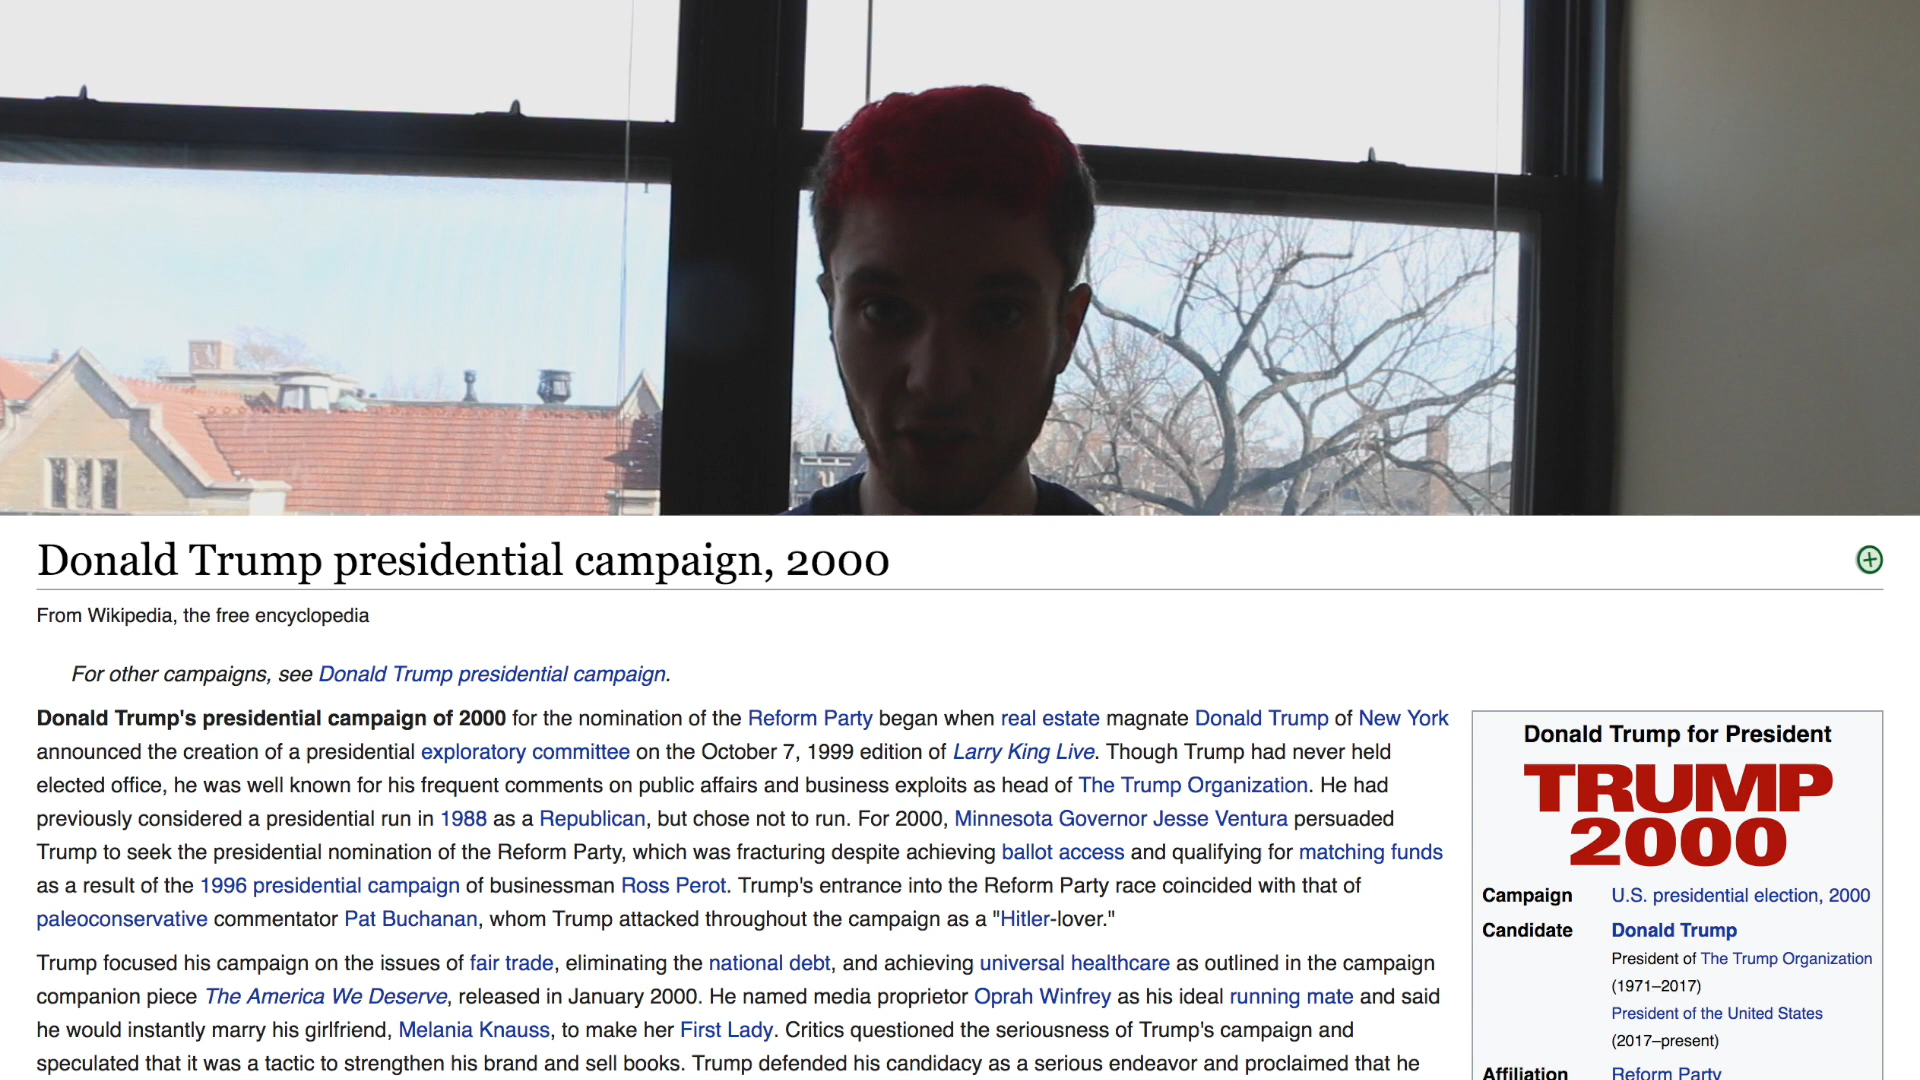 Donald Trump presidential campaign, 2000
From Wikipedia, the free encyclopedia
For other campaigns, see Donald Trump presidential campaign.
Donald Trump's presidential campaign of 2000 for the nomination of the Reform Party began when real estate magnate Donald Trump of New York
announced the creation of a presidential exploratory committee on the October 7, 1999 edition of Larry King Live. Though Trump had never held
elected office, he was well known for his frequent comments on public affairs and business exploits as head of The Trump Organization. He had
previously considered a presidential run in 1988 as a Republican, but chose not to run. For 2000, Minnesota Governor Jesse Ventura persuaded
Trump to seek the presidential nomination of the Reform Party, which was fracturing despite achieving ballot access and qualifying for matching funds
as a result of the 1996 presidential campaign of businessman Ross Perot. Trump's entrance into the Reform Party race coincided with that of
paleoconservative commentator Pat Buchanan, whom Trump attacked throughout the campaign as a "Hitler-lover."
Trump focused his campaign on the issues of fair trade, eliminating the national debt, and achieving universal healthcare as outlined in the campaign
companion piece The America We Deserve, released in January 2000. He named media proprietor Oprah Winfrey as his ideal running mate and said
he would instantly marry his girlfriend, Melania Knauss, to make her First Lady. Critics questioned the seriousness of Trump's campaign and
speculated that it was a tactic to strengthen his brand and sell books. Trump defended his candidacy as a serious endeavor and proclaimed that he
Donald Trump for President
TRUMP
2000
Campaign U.S. presidential election, 2000
Candidate Donald Trump
President of The Trump Organization
(1971–2017)
President of the United States
(2017–present)
Affiliation Reform Party